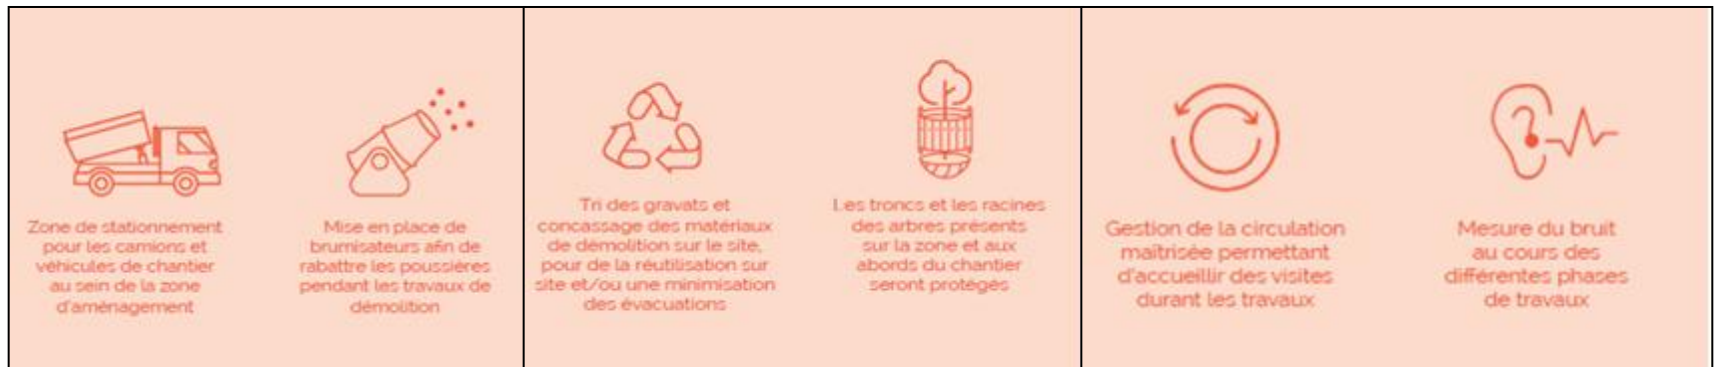 Zone de stationnement
pour les camions et
véhicules de chantier
au sein de la zone
d'aménagement
Mise en place de
brumisateurs afin de
rabattre les poussières
pendant les travaux de
démolition
Tri des gravats et
concassage des matériaux
de démolition sur le site,
pour de la réutilisation sur
site et/ou une minimisation
des évacuations
Les troncs et les racines
des arbres présents
sur la zone et aux
abords du chantier
seront protégés
Gestion de la circulation
maîtrisée permettant
d'accueillir des visites
durant les travaux
Mesure du bruit
au cours des
différentes phases
de travaux